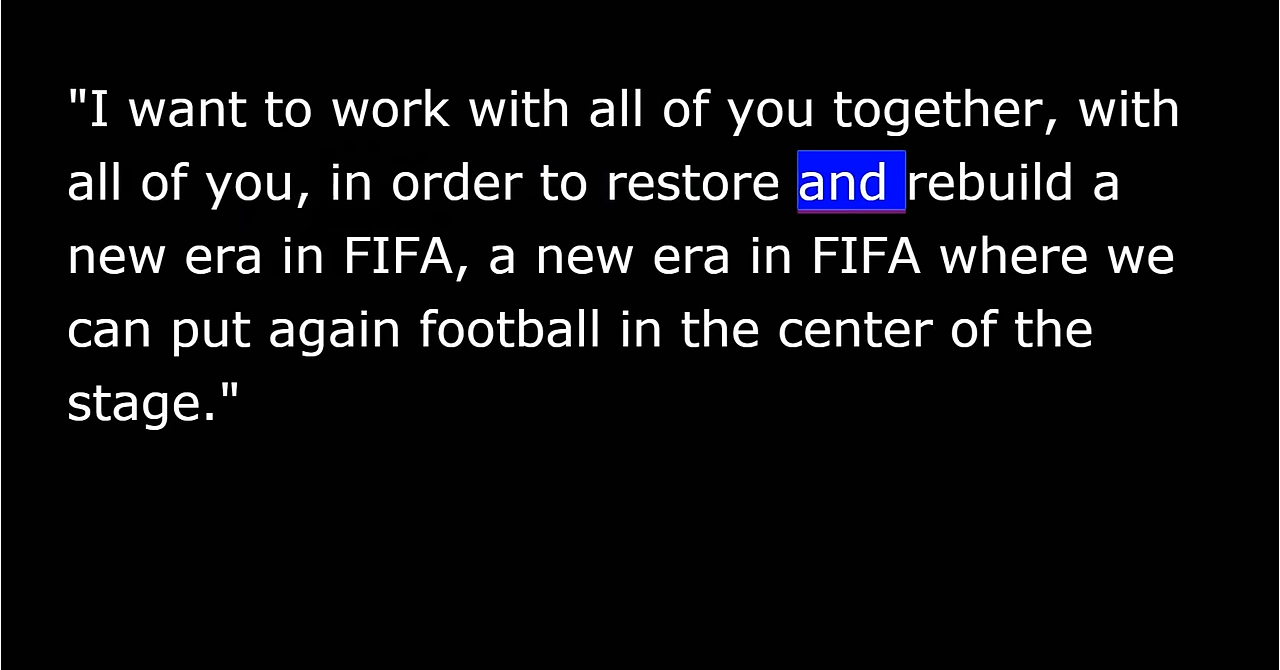 "I want to work with all of you together, with
all of you, in order to restore and rebuild a
new era in FIFA, a new era in FIFA where we
can put again football in the center of the
stage."